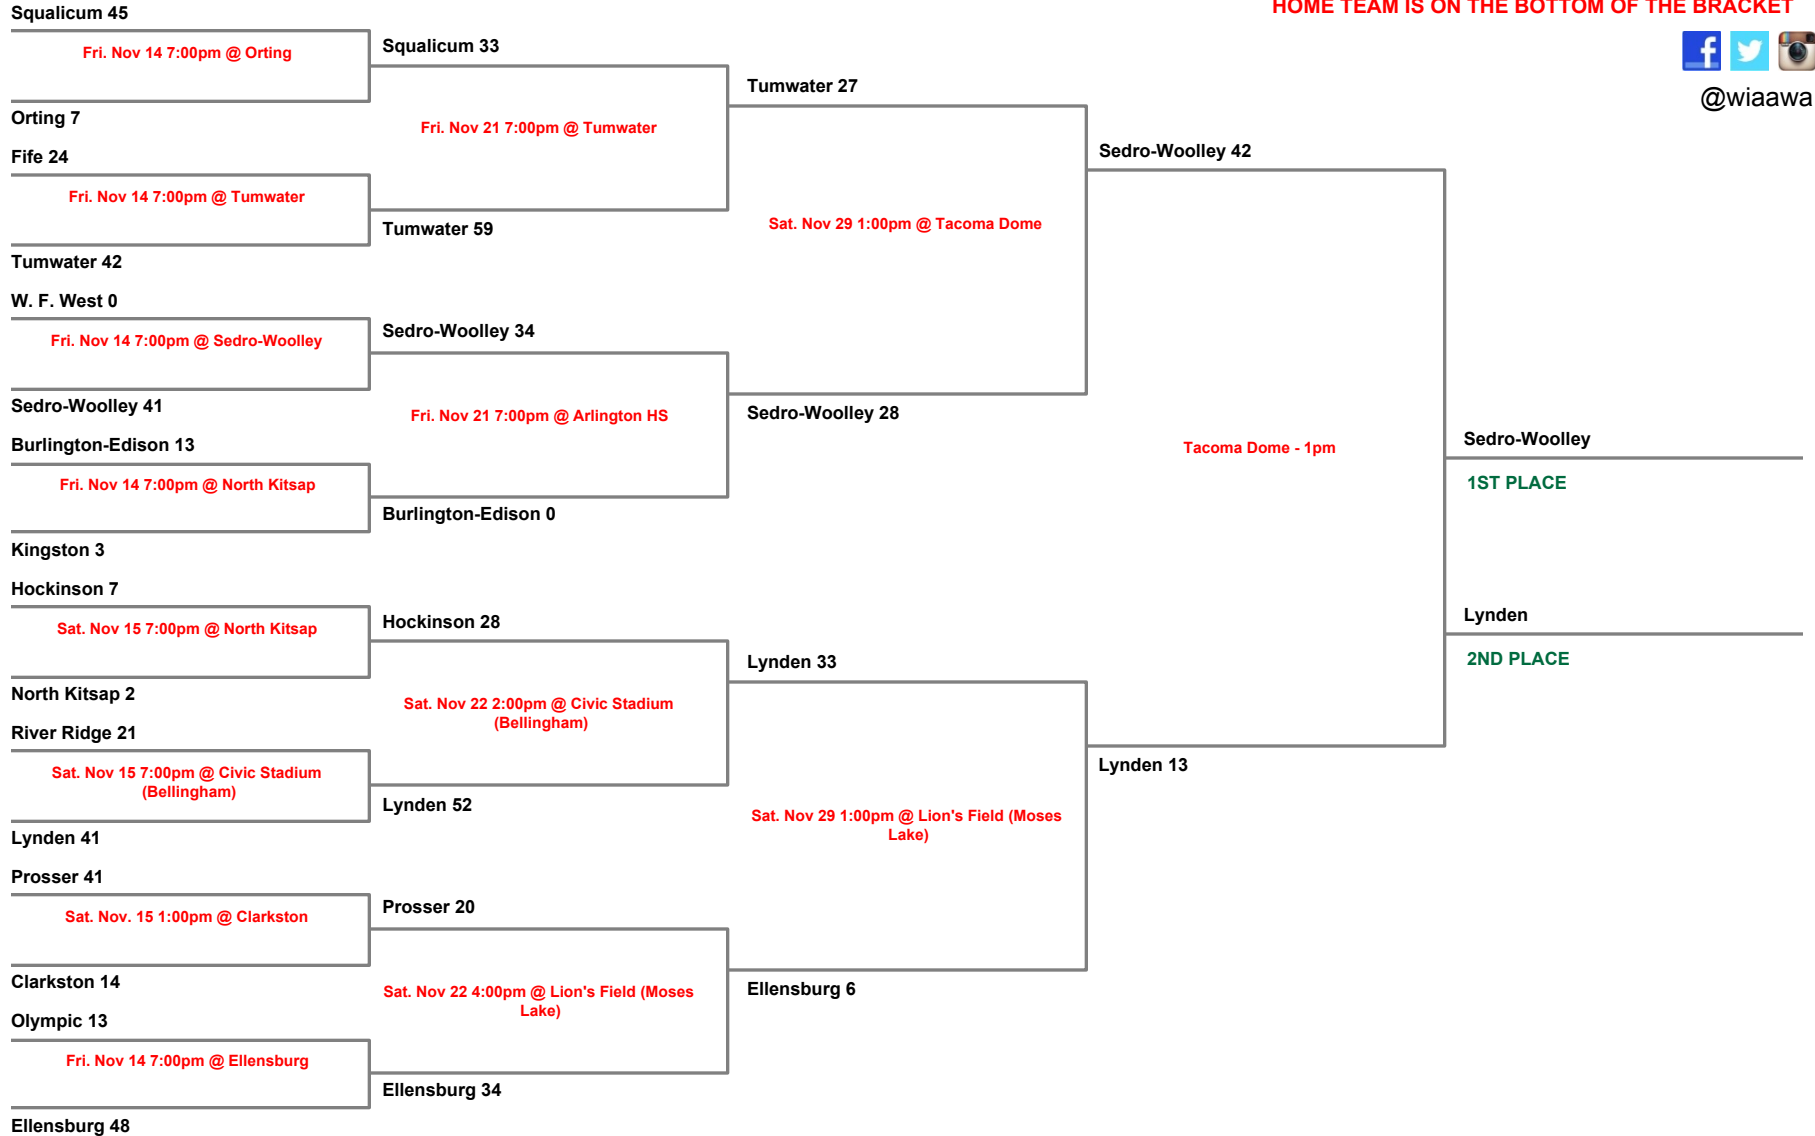 HOME TEAM IS ON THE BOTTOM OF THE BRACKET
@wiaawa
Squalicum 45
Fri. Nov 14 7:00pm @ Orting
Orting 7
Fife 24
Fri. Nov 14 7:00pm @ Tumwater
Tumwater 42
W. F. West 0
Fri. Nov 14 7:00pm @ Sedro-Woolley
Sedro-Woolley 41
Burlington-Edison 13
Fri. Nov 14 7:00pm @ North Kitsap
Kingston 3
Hockinson 7
Sat. Nov 15 7:00pm @ North Kitsap
North Kitsap 2
River Ridge 21
Sat. Nov 15 7:00pm @ Civic Stadium
(Bellingham)
Lynden 41
Prosser 41
Sat. Nov. 15 1:00pm @ Clarkston
Clarkston 14
Olympic 13
Fri. Nov 14 7:00pm @ Ellensburg
Ellensburg 48
Squalicum 33
Fri. Nov 21 7:00pm @ Tumwater
Tumwater 59
Sedro-Woolley 34
Fri. Nov 21 7:00pm @ Arlington HS
Burlington-Edison 0
Hockinson 28
Sat. Nov 22 2:00pm @ Civic Stadium
(Bellingham)
Lynden 52
Prosser 20
Sat. Nov 22 4:00pm @ Lion's Field (Moses
Lake)
Ellensburg 34
Tumwater 27
Sat. Nov 29 1:00pm @ Tacoma Dome
Sedro-Woolley 28
Lynden 33
Sat. Nov 29 1:00pm @ Lion's Field (Moses
Lake)
Ellensburg 6
Sedro-Woolley 42
Tacoma Dome - 1pm
Lynden 13
Sedro-Woolley
1ST PLACE
Lynden
2ND PLACE